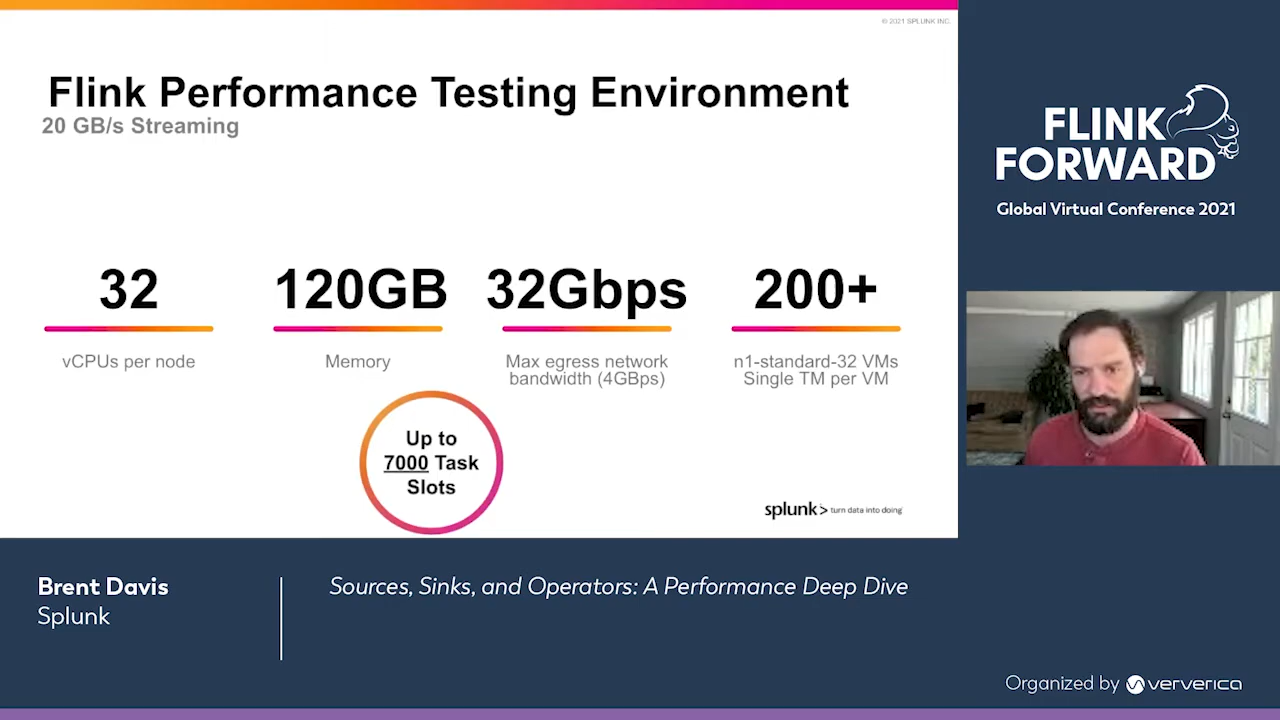 © 2021 SPLUNK INC.
Flink Performance Testing Environment
20 GB/s Streaming
32
vCPUs per node
120GB
Memory
32Gbps
Max egress network
bandwidth (4GBps)
200+
n1-standard-32 VMs
Single TM per VM
Up to
7000 Task
Slots
splunk> turn data into doing
FLINK
FORWARD
Global Virtual Conference 2021
Brent Davis
Splunk
Sources, Sinks, and Operators: A Performance Deep Dive
Organized by ververica